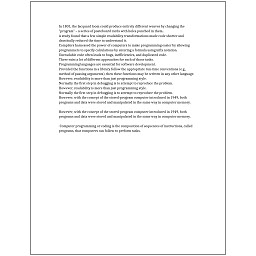 In 1801, the Jacquard loom could produce entirely different weaves by changing the
"program" – a series of pasteboard cards with holes punched in them.
A study found that a few simple readability transformations made code shorter and
drastically reduced the time to understand it.
Compilers harnessed the power of computers to make programming easier by allowing
programmers to specify calculations by entering a formula using infix notation.
Unreadable code often leads to bugs, inefficiencies, and duplicated code.
There exist a lot of different approaches for each of those tasks.
Programming languages are essential for software development.
Provided the functions in a library follow the appropriate run-time conventions (e.g.,
method of passing arguments), then these functions may be written in any other language.
However, readability is more than just programming style.
Normally the first step in debugging is to attempt to reproduce the problem.
However, readability is more than just programming style.
Normally the first step in debugging is to attempt to reproduce the problem.
However, with the concept of the stored-program computer introduced in 1949, both
programs and data were stored and manipulated in the same way in computer memory.
However, with the concept of the stored-program computer introduced in 1949, both
programs and data were stored and manipulated in the same way in computer memory.
Computer programming or coding is the composition of sequences of instructions, called
programs, that computers can follow to perform tasks.